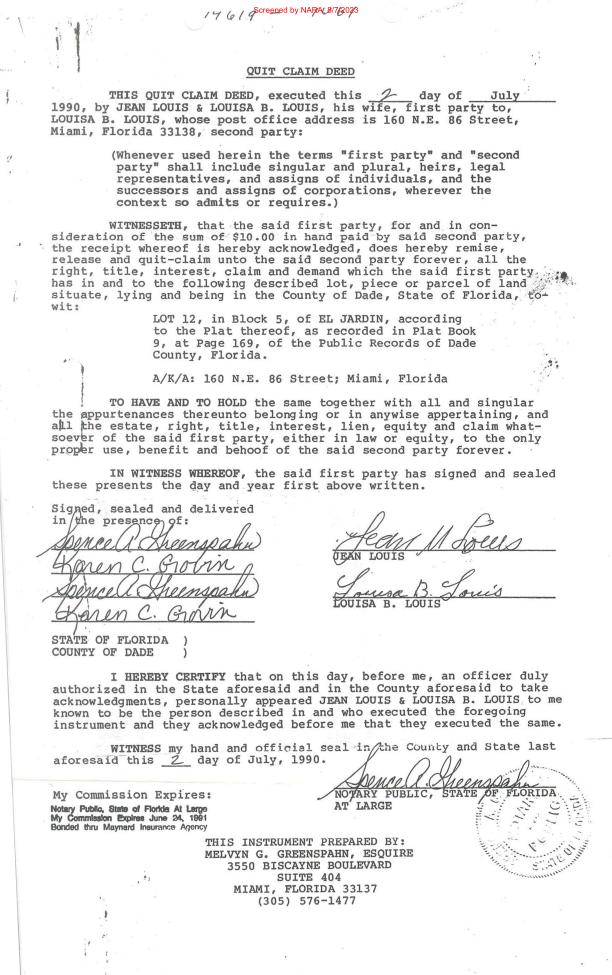 17619
Screened by NARA, 8/7/2023
QUIT CLAIM DEED
THIS QUIT CLAIM DEED, executed this 2 day of July
1990, by JEAN LOUIS & LOUISA B. LOUIS, his wife, first party to,
LOUISA B. LOUIS, whose post office address is 160 N.E. 86 Street,
Miami, Florida 33138, second party:
(Whenever used herein the terms "first party" and "second
party" shall include singular and plural, heirs, legal
representatives, and assigns of individuals, and the
successors and assigns of corporations, wherever the
context so admits or requires.)
WITNESSETH, that the said first party, for and in con-
sideration of the sum of $10.00 in hand paid by said second party,
the receipt whereof is hereby acknowledged, does hereby remise,
release and quit-claim unto the said second party forever, all the
right, title, interest, claim and demand which the said first party
has in and to the following described lot, piece or parcel of land
situate, lying and being in the County of Dade, State of Florida, to-
wit:
LOT 12, in Block 5, of EL JARDIN, according
to the Plat thereof, as recorded in Plat Book
9, at Page 169, of the Public Records of Dade
County, Florida.
A/K/A: 160 N.E. 86 Street; Miami, Florida
TO HAVE AND TO HOLD the same together with all and singular
the appurtenances thereunto belonging or in anywise appertaining, and
all the estate, right, title, interest, lien, equity and claim what-
soever of the said first party, either in law or equity, to the only
proper use, benefit and behoof of the said second party forever.
IN WITNESS WHEREOF, the said first party has signed and sealed
these presents the day and year first above written.
Signed, sealed and delivered
in the presence of:
Spence A Greenspahn
Karen C. Grovin
Spence A Greenspahn
Karen C. Grovin
Jean M Louis
JEAN LOUIS
Louisa B. Louis
LOUISA B. LOUIS
STATE OF FLORIDA )
COUNTY OF DADE )
I HEREBY CERTIFY that on this day, before me, an officer duly
authorized in the State aforesaid and in the County aforesaid to take
acknowledgments, personally appeared JEAN LOUIS & LOUISA B. LOUIS to me
known to be the person described in and who executed the foregoing
instrument and they acknowledged before me that they executed the same.
WITNESS my hand and official seal in the County and State last
aforesaid this 2 day of July, 1990.
Spence A. Greenspahn
NOTARY PUBLIC, STATE OF FLORIDA
AT LARGE
My Commission Expires:
Notary Public, State of Florida At Large
My Commission Expires June 24, 1991
Bonded thru Maynard Insurance Agency
THIS INSTRUMENT PREPARED BY:
MELVYN G. GREENSPAHN, ESQUIRE
3550 BISCAYNE BOULEVARD
SUITE 404
MIAMI, FLORIDA 33137
(305) 576-1477